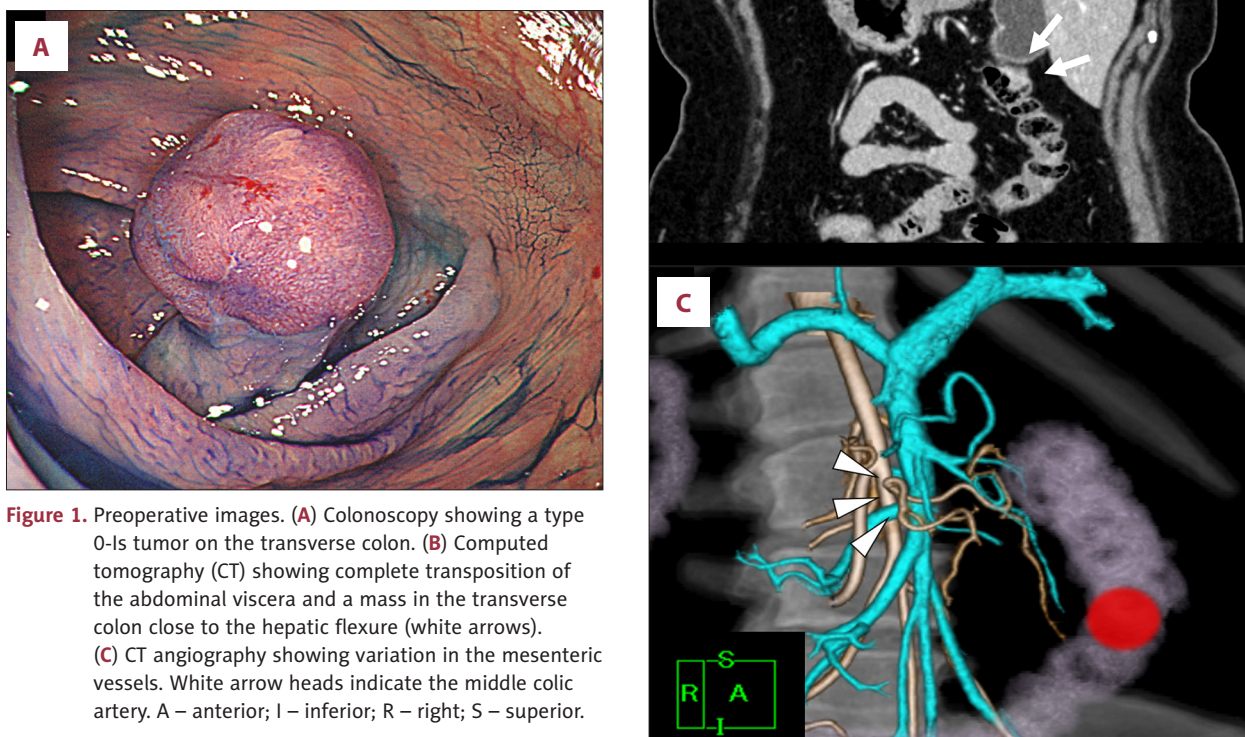 A
Figure 1. Preoperative images. (A) Colonoscopy showing a type
0-Is tumor on the transverse colon. (B) Computed
tomography (CT) showing complete transposition of
the abdominal viscera and a mass in the transverse
colon close to the hepatic flexure (white arrows).
(C) CT angiography showing variation in the mesenteric
vessels. White arrow heads indicate the middle colic
artery. A – anterior; I – inferior; R – right; S – superior.
C
S
R A
I